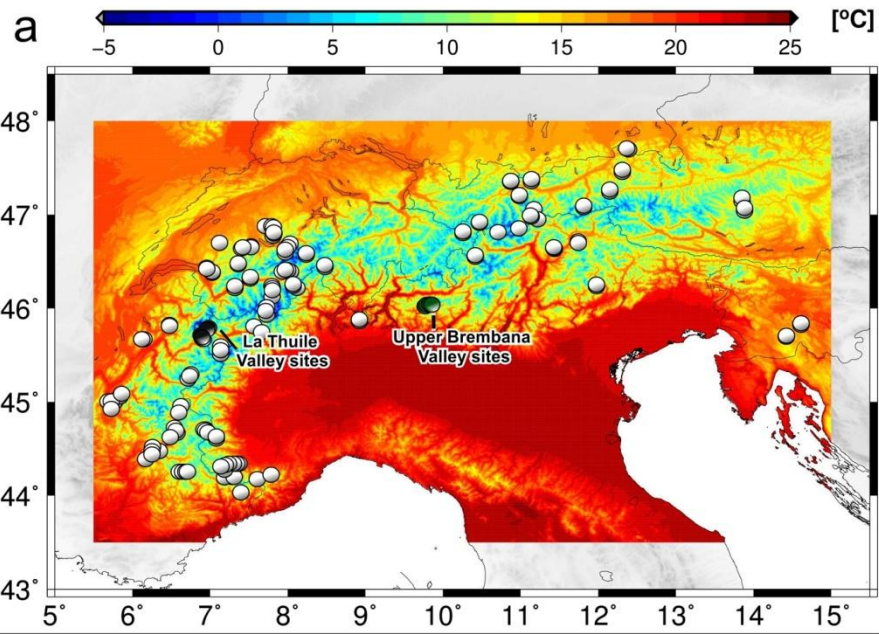 a
[ºC]
−5 0 5 10 15 20 25
48˚
47˚
46˚
45˚
44˚
43˚
La Thuile
Valley sites
Upper Brembana
Valley sites
5˚ 6˚ 7˚ 8˚ 9˚ 10˚ 11˚ 12˚ 13˚ 14˚ 15˚